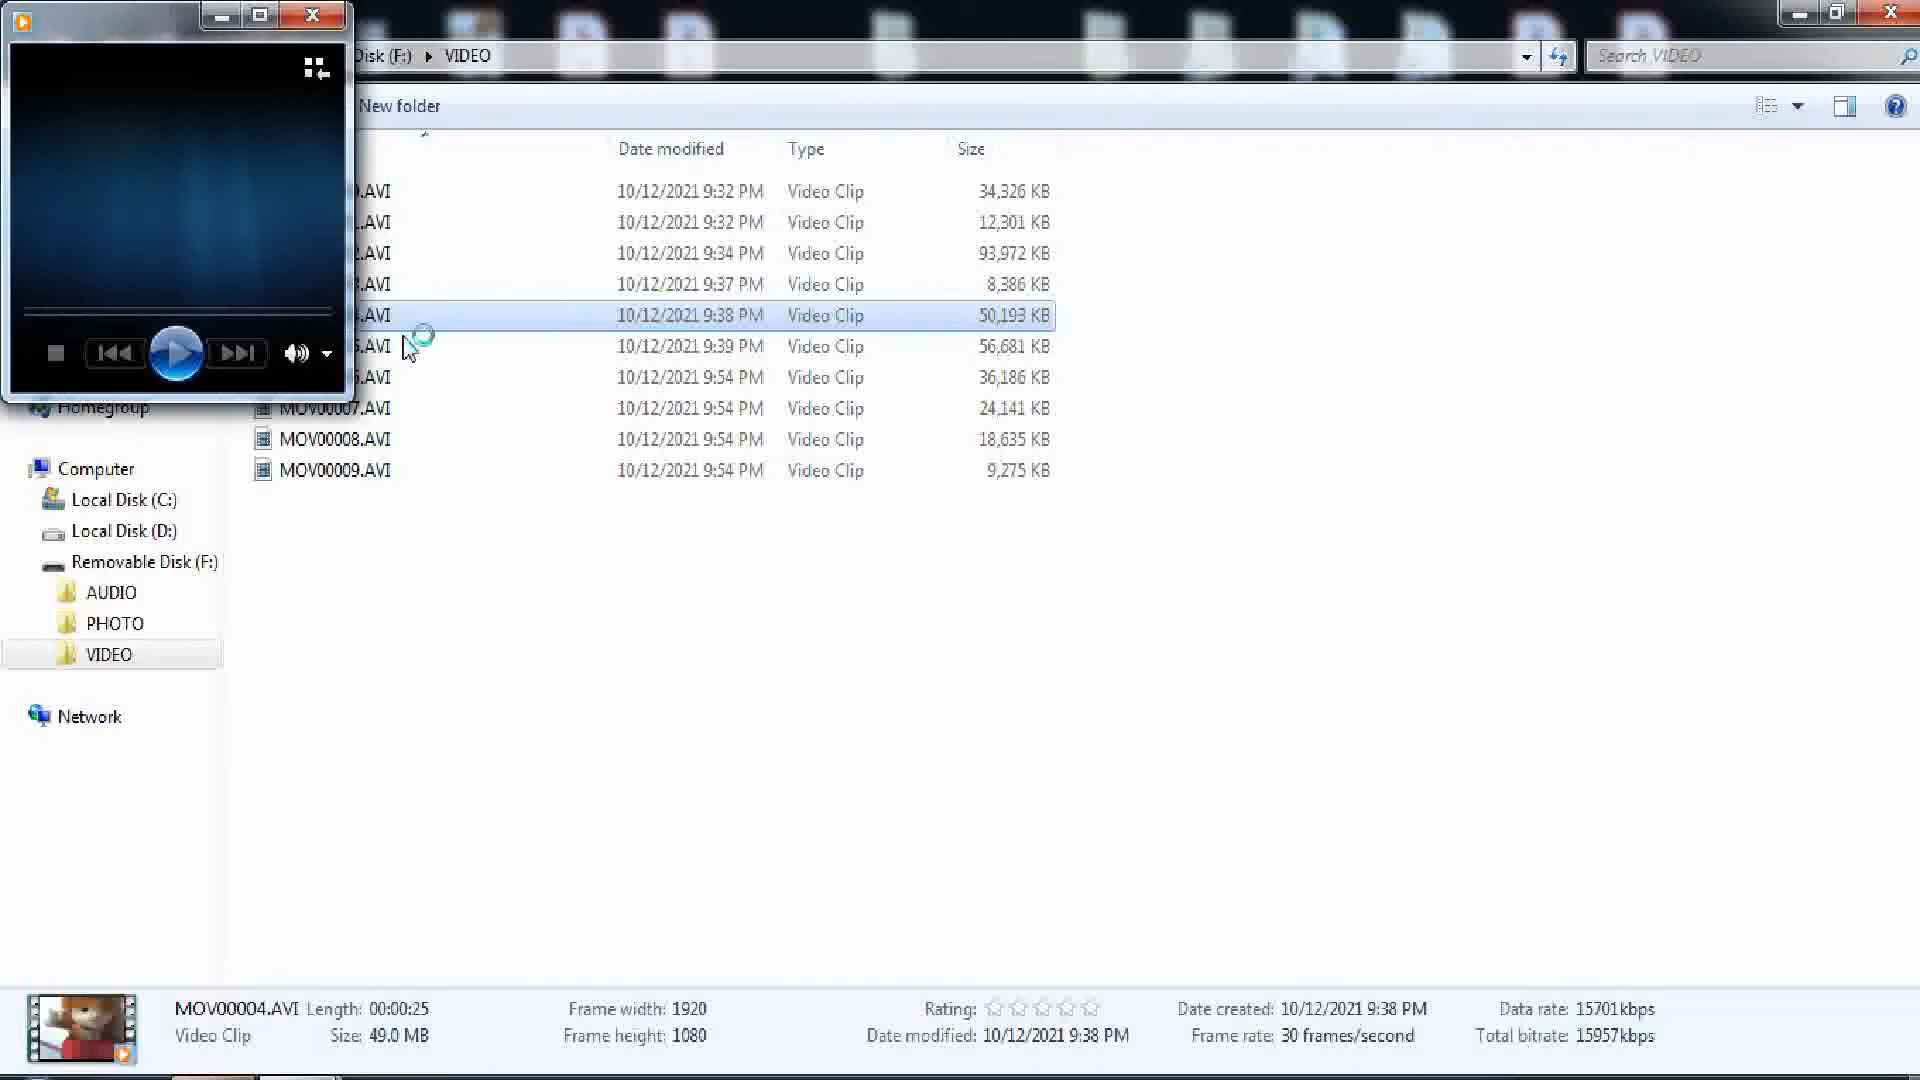 Disk (F:) VIDEO
Search VIDEO
New folder
Date modified Type Size
.AVI 10/12/2021 9:32 PM Video Clip 34,326 KB
.AVI 10/12/2021 9:32 PM Video Clip 12,301 KB
.AVI 10/12/2021 9:34 PM Video Clip 93,972 KB
.AVI 10/12/2021 9:37 PM Video Clip 8,386 KB
.AVI 10/12/2021 9:38 PM Video Clip 50,193 KB
.AVI 10/12/2021 9:39 PM Video Clip 56,681 KB
.AVI 10/12/2021 9:54 PM Video Clip 36,186 KB
MOV00007.AVI 10/12/2021 9:54 PM Video Clip 24,141 KB
MOV00008.AVI 10/12/2021 9:54 PM Video Clip 18,635 KB
MOV00009.AVI 10/12/2021 9:54 PM Video Clip 9,275 KB
Homegroup
Computer
Local Disk (C:)
Local Disk (D:)
Removable Disk (F:)
AUDIO
PHOTO
VIDEO
Network
MOV00004.AVI Length: 00:00:25 Frame width: 1920 Rating: Date created: 10/12/2021 9:38 PM Data rate: 15701kbps
Video Clip Size: 49.0 MB Frame height: 1080 Date modified: 10/12/2021 9:38 PM Frame rate: 30 frames/second Total bitrate: 15957kbps